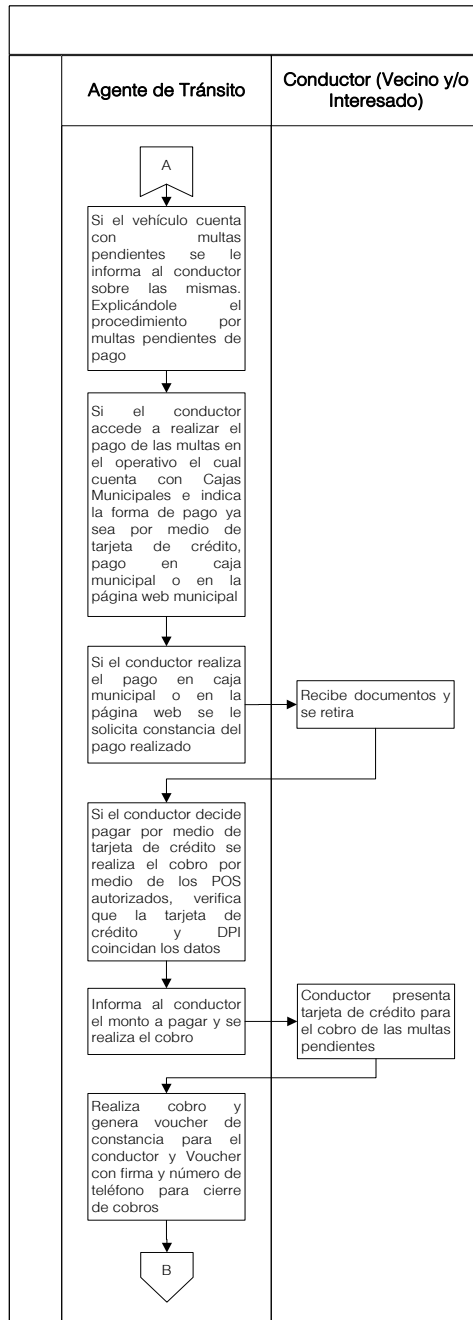 Agente de Tránsito
Conductor (Vecino y/o
Interesado)
A
Si el vehículo cuenta
con multas
pendientes se le
informa al conductor
sobre las mismas.
Explicándole el
procedimiento por
multas pendientes de
pago
Si el conductor
accede a realizar el
pago de las multas en
el operativo el cual
cuenta con Cajas
Municipales e indica
la forma de pago ya
sea por medio de
tarjeta de crédito,
pago en caja
municipal o en la
página web municipal
Si el conductor realiza
el pago en caja
municipal o en la
página web se le
solicita constancia del
pago realizado
Recibe documentos y
se retira
Si el conductor decide
pagar por medio de
tarjeta de crédito se
realiza el cobro por
medio de los POS
autorizados, verifica
que la tarjeta de
crédito y DPI
coincidan los datos
Informa al conductor
el monto a pagar y se
realiza el cobro
Conductor presenta
tarjeta de crédito para
el cobro de las multas
pendientes
Realiza cobro y
genera voucher de
constancia para el
conductor y Voucher
con firma y número de
teléfono para cierre
de cobros
B